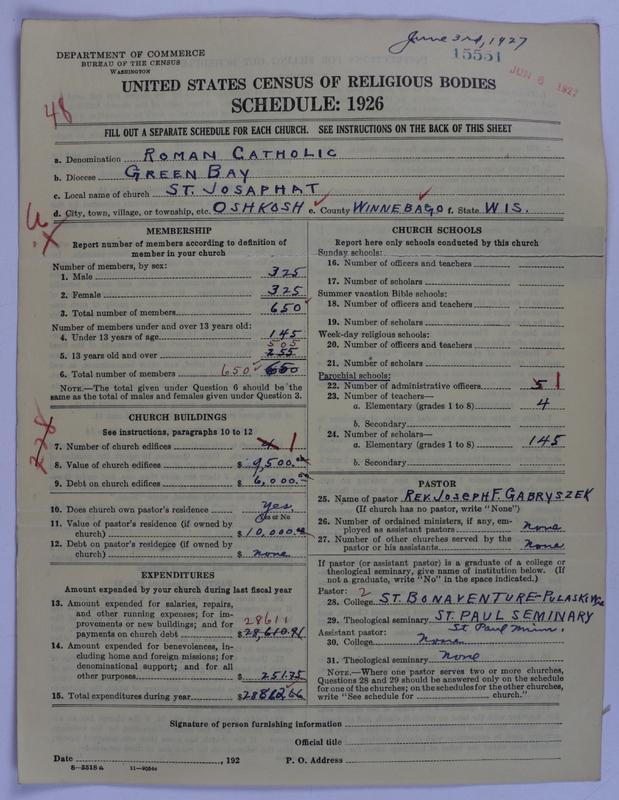 June 3rd, 1927
15551
JUN 6 1927
DEPARTMENT OF COMMERCE
BUREAU OF THE CENSUS
WASHINGTON
UNITED STATES CENSUS OF RELIGIOUS BODIES
SCHEDULE: 1926
48
FILL OUT A SEPARATE SCHEDULE FOR EACH CHURCH. SEE INSTRUCTIONS ON THE BACK OF THIS SHEET
a. Denomination ROMAN CATHOLIC
b. Diocese GREEN BAY
c. Local name of church ST. JOSAPHAT
d. City, town, village, or township, etc. OSHKOSH e. County WINNEBAGO f. State WIS.
MEMBERSHIP
Report number of members according to definition of
member in your church
Number of members, by sex:
1. Male 325
2. Female 325
3. Total number of members 650
Number of members under and over 13 years old:
4. Under 13 years of age 145
505
5. 13 years old and over
6. Total number of members 650 650
NOTE.—The total given under Question 6 should be the
same as the total of males and females given under Question 3.
CHURCH BUILDINGS
See instructions, paragraphs 10 to 12
7. Number of church edifices 1
8. Value of church edifices $ 9,500.00
9. Debt on church edifices $ 6,000.00
10. Does church own pastor's residence Yes
Yes or No
11. Value of pastor's residence (if owned by
church) $ 10,000.00
12. Debt on pastor's residence (if owned by
church) $ None
EXPENDITURES
Amount expended by your church during last fiscal year
13. Amount expended for salaries, repairs,
and other running expenses; for im-
provements or new buildings; and for
payments on church debt 28611
$ 28,610.91
14. Amount expended for benevolences, in-
cluding home and foreign missions; for
denominational support; and for all
other purposes $ 251.75
15. Total expenditures during year $ 28862.66
CHURCH SCHOOLS
Report here only schools conducted by this church
Sunday schools:
16. Number of officers and teachers
17. Number of scholars
Summer vacation Bible schools:
18. Number of officers and teachers
19. Number of scholars
Week-day religious schools:
20. Number of officers and teachers
21. Number of scholars
Parochial schools:
22. Number of administrative officers 5 1
23. Number of teachers—
a. Elementary (grades 1 to 8) 4
b. Secondary
24. Number of scholars—
a. Elementary (grades 1 to 8) 145
b. Secondary
PASTOR
25. Name of pastor REV. JOSEPH F. GABRYSZEK
(If church has no pastor, write "None")
26. Number of ordained ministers, if any, em-
ployed as assistant pastors None
27. Number of other churches served by the
pastor or his assistants None
If pastor (or assistant pastor) is a graduate of a college or
theological seminary, give name of institution below. (If
not a graduate, write "No" in the space indicated.)
Pastor: 2
28. College ST. BONAVENTURE-PULASKI Wis
29. Theological seminary ST. PAUL SEMINARY
St Paul Minn.
Assistant pastor:
30. College None
31. Theological seminary None
NOTE.—Where one pastor serves two or more churches,
Questions 28 and 29 should be answered only on the schedule
for one of the churches; on the schedules for the other churches,
write "See schedule for church."
Signature of person furnishing information
Official title
Date , 192 P. O. Address
8—5518 a 11—9054